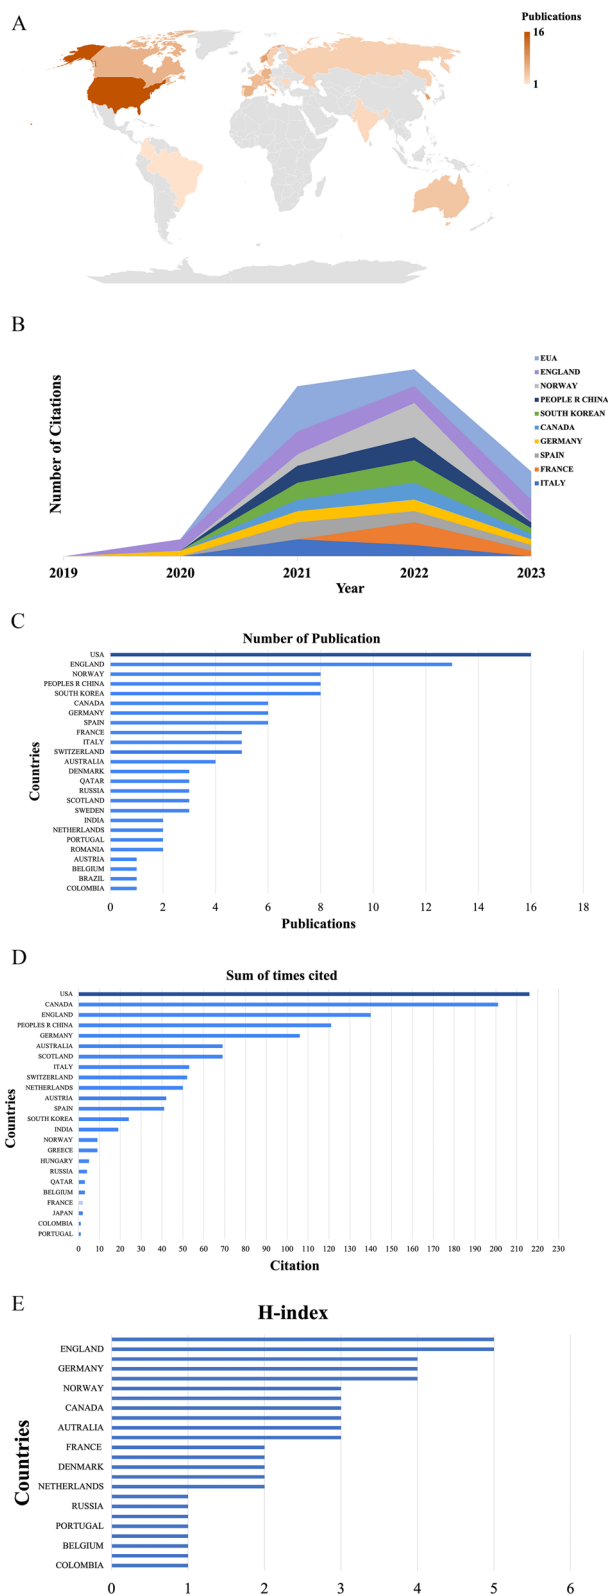 A
Publications
16
1
B
Number of Citations
EUA
ENGLAND
NORWAY
PEOPLE R CHINA
SOUTH KOREAN
CANADA
GERMANY
SPAIN
FRANCE
ITALY
2019 2020 2021 2022 2023
Year
C
Number of Publication
Countries
USA
ENGLAND
NORWAY
PEOPLES R CHINA
SOUTH KOREA
CANADA
GERMANY
SPAIN
FRANCE
ITALY
SWITZERLAND
AUSTRALIA
DENMARK
QATAR
RUSSIA
SCOTLAND
SWEDEN
INDIA
NETHERLANDS
PORTUGAL
ROMANIA
AUSTRIA
BELGIUM
BRAZIL
COLOMBIA
0 2 4 6 8 10 12 14 16 18
Publications
D
Sum of times cited
Countries
USA
CANADA
ENGLAND
PEOPLES R CHINA
GERMANY
AUSTRALIA
SCOTLAND
ITALY
SWITZERLAND
NETHERLANDS
AUSTRIA
SPAIN
SOUTH KOREA
INDIA
NORWAY
GREECE
HUNGARY
RUSSIA
QATAR
BELGIUM
FRANCE
JAPAN
COLOMBIA
PORTUGAL
0 10 20 30 40 50 60 70 80 90 100 110 120 130 140 150 160 170 180 190 200 210 220 230
Citation
E
H-index
Countries
ENGLAND
GERMANY
NORWAY
CANADA
AUTRALIA
FRANCE
DENMARK
NETHERLANDS
RUSSIA
PORTUGAL
BELGIUM
COLOMBIA
0 1 2 3 4 5 6